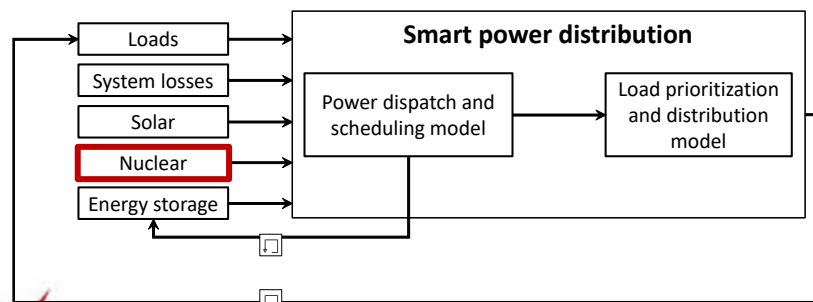 Smart power distribution
Loads
System losses
Solar
Nuclear
Energy storage
Power dispatch and
scheduling model
Load prioritization
and distribution
model